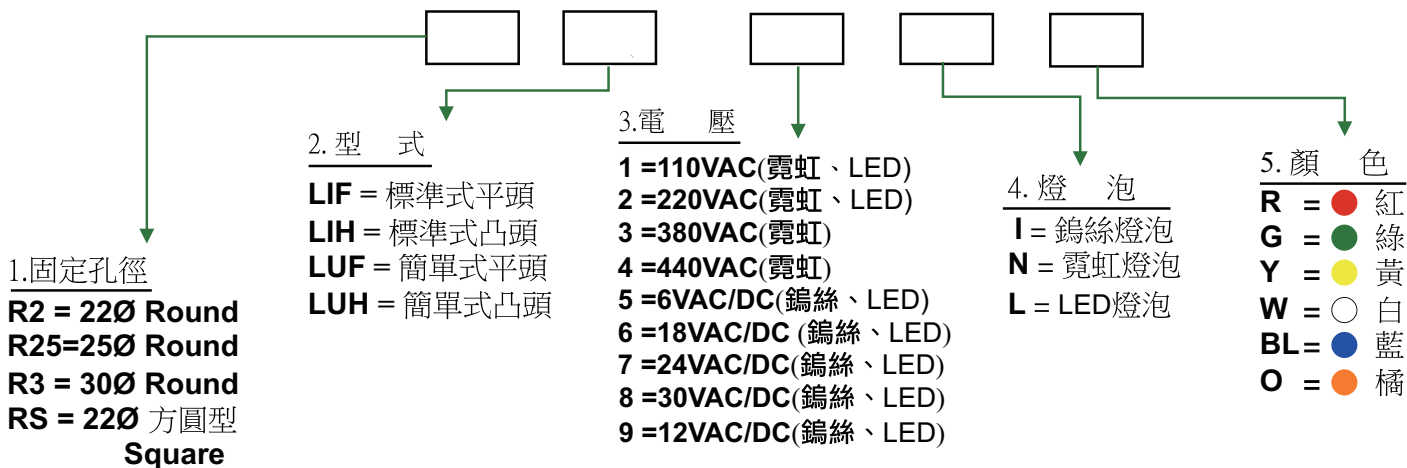 1.固定孔徑
R2 = 22Ø Round
R25=25Ø Round
R3 = 30Ø Round
RS = 22Ø 方圓型
Square
2. 型 式
LIF = 標準式平頭
LIH = 標準式凸頭
LUF = 簡單式平頭
LUH = 簡單式凸頭
3.電 壓
1 =110VAC(霓虹、LED)
2 =220VAC(霓虹、LED)
3 =380VAC(霓虹)
4 =440VAC(霓虹)
5 =6VAC/DC(鎢絲、LED)
6 =18VAC/DC (鎢絲、LED)
7 =24VAC/DC(鎢絲、LED)
8 =30VAC/DC(鎢絲、LED)
9 =12VAC/DC(鎢絲、LED)
4. 燈 泡
I = 鎢絲燈泡
N = 霓虹燈泡
L = LED燈泡
5. 顏 色
R = 紅
G = 綠
Y = 黃
W = 白
BL= 藍
O = 橘